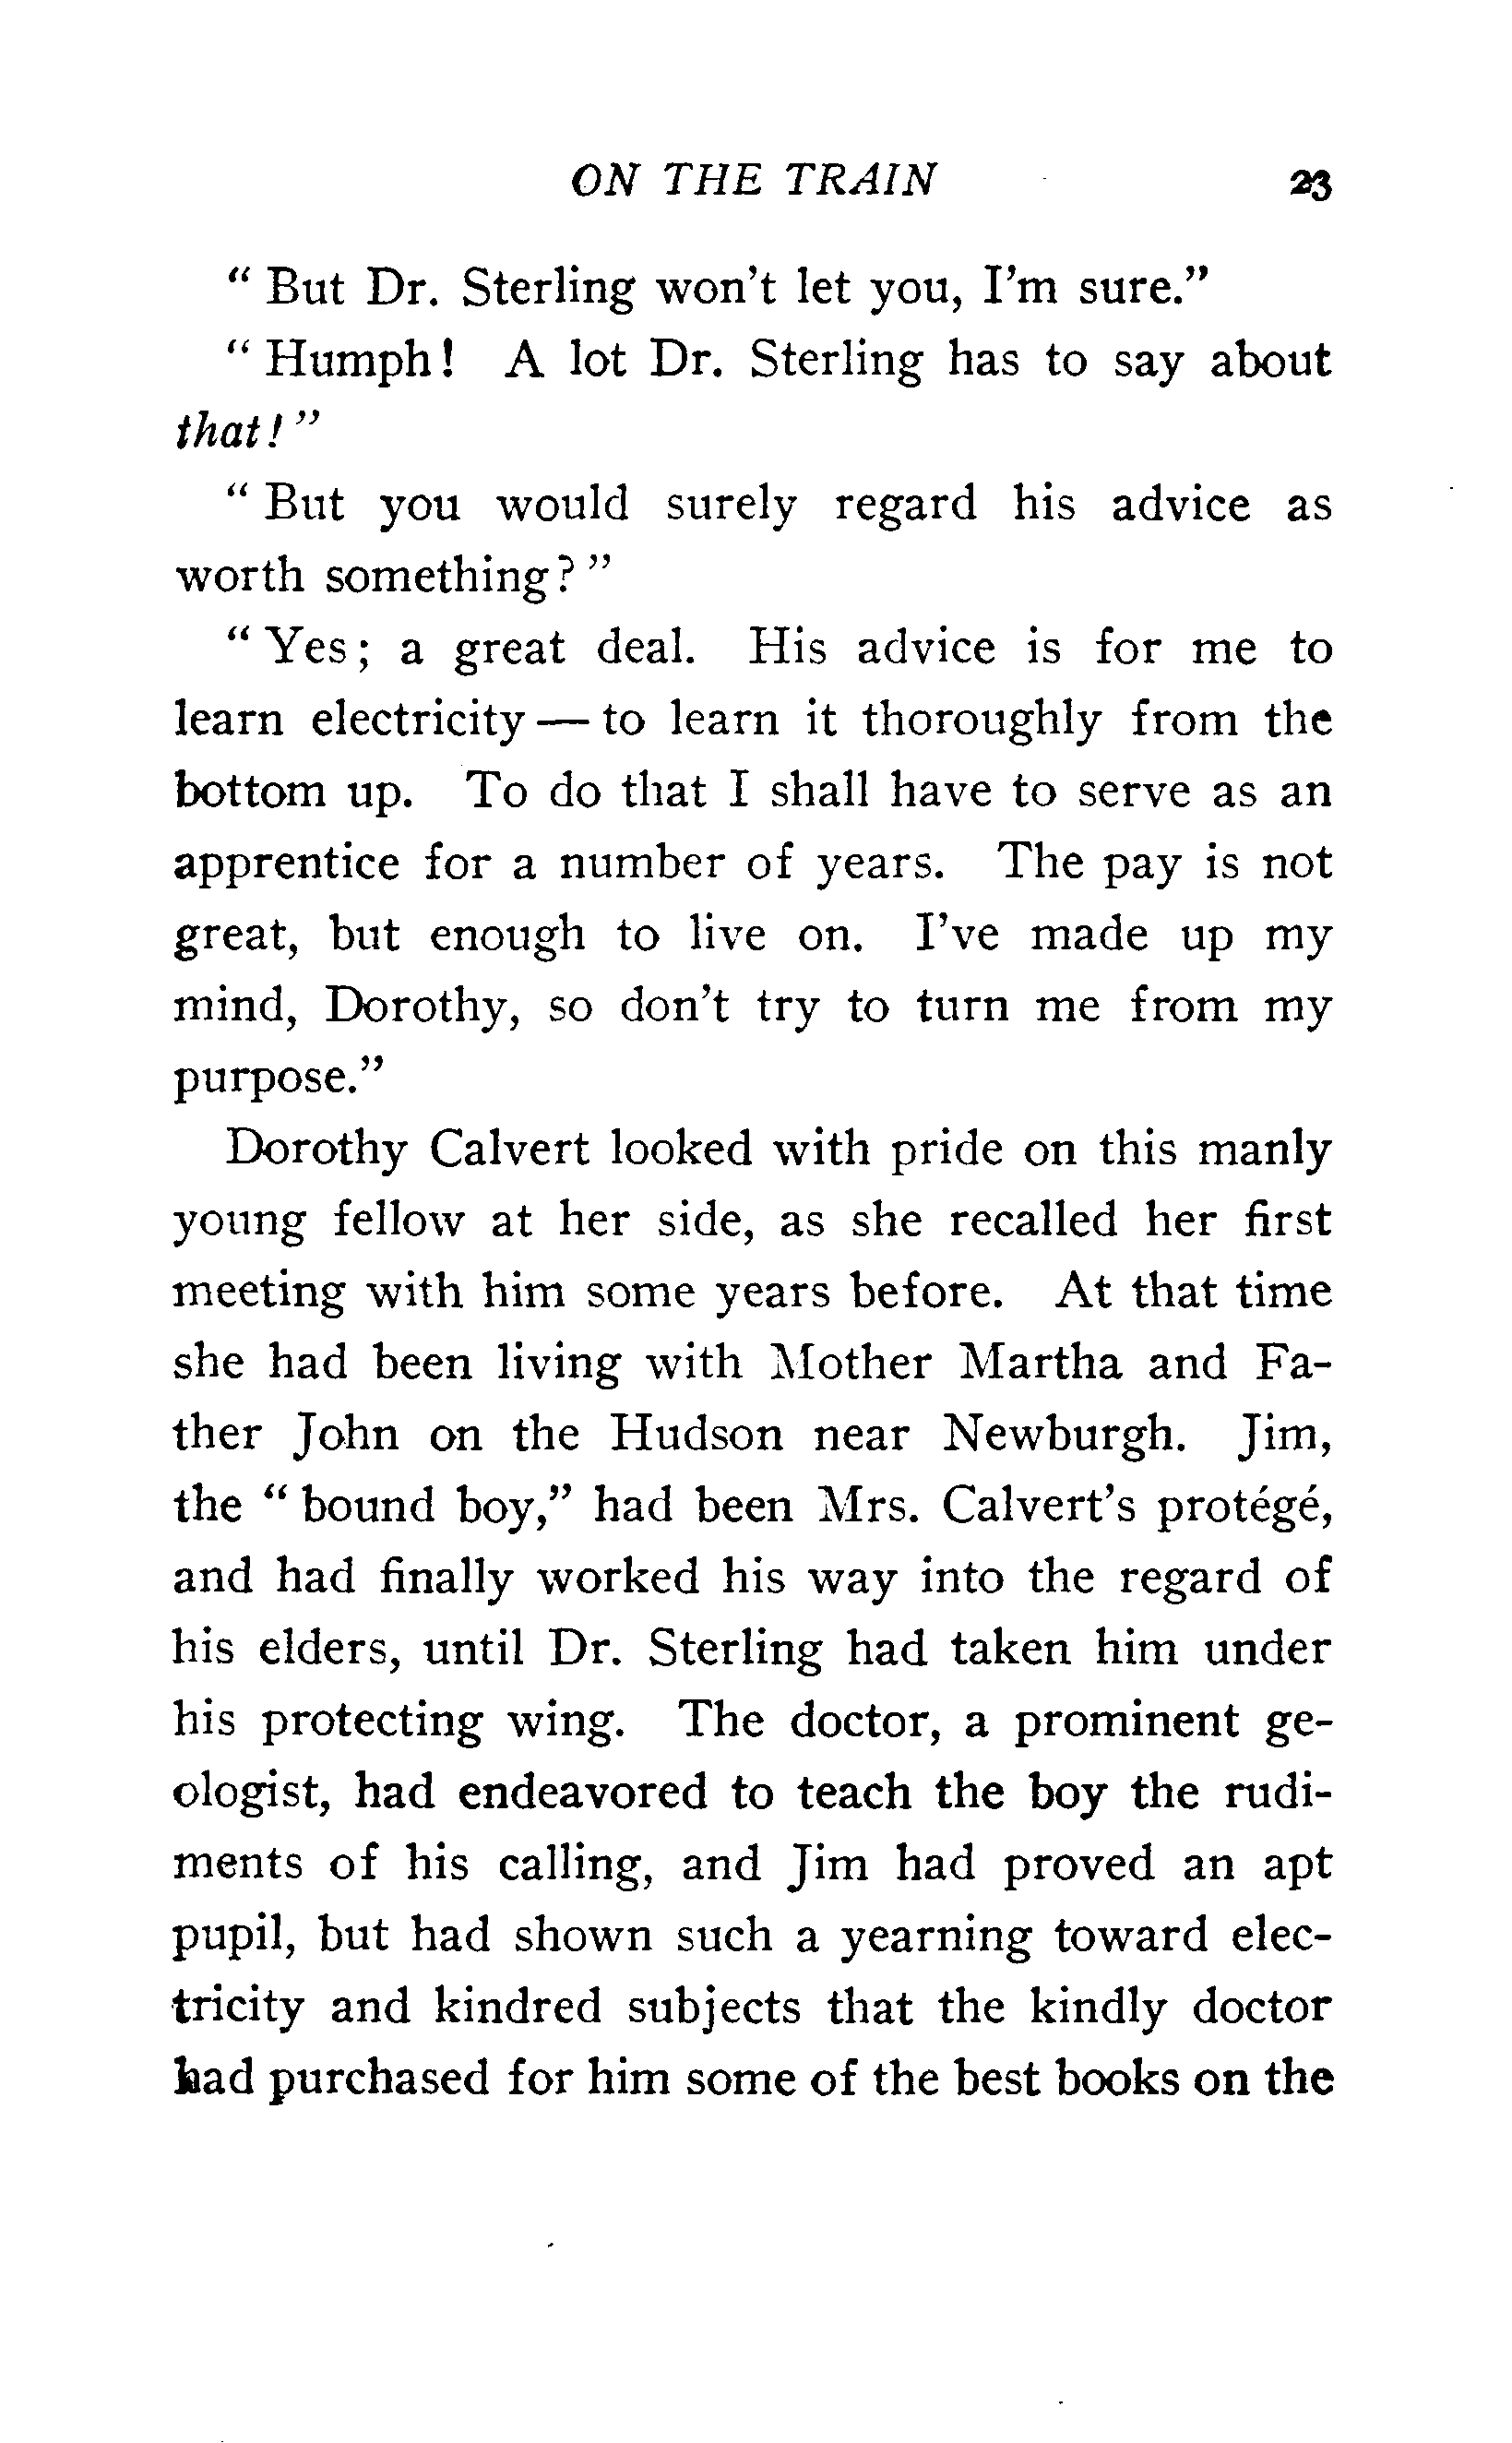 ON THE TRAIN 23
" But Dr. Sterling won't let you, I'm sure."
" Humph! A lot Dr. Sterling has to say about
that! "
" But you would surely regard his advice as
worth something? "
" Yes; a great deal. His advice is for me to
learn electricity — to learn it thoroughly from the
bottom up. To do that I shall have to serve as an
apprentice for a number of years. The pay is not
great, but enough to live on. I've made up my
mind, Dorothy, so don't try to turn me from my
purpose."
Dorothy Calvert looked with pride on this manly
young fellow at her side, as she recalled her first
meeting with him some years before. At that time
she had been living with Mother Martha and Fa-
ther John on the Hudson near Newburgh. Jim,
the " bound boy," had been Mrs. Calvert's protégé,
and had finally worked his way into the regard of
his elders, until Dr. Sterling had taken him under
his protecting wing. The doctor, a prominent ge-
ologist, had endeavored to teach the boy the rudi-
ments of his calling, and Jim had proved an apt
pupil, but had shown such a yearning toward elec-
tricity and kindred subjects that the kindly doctor
had purchased for him some of the best books on the